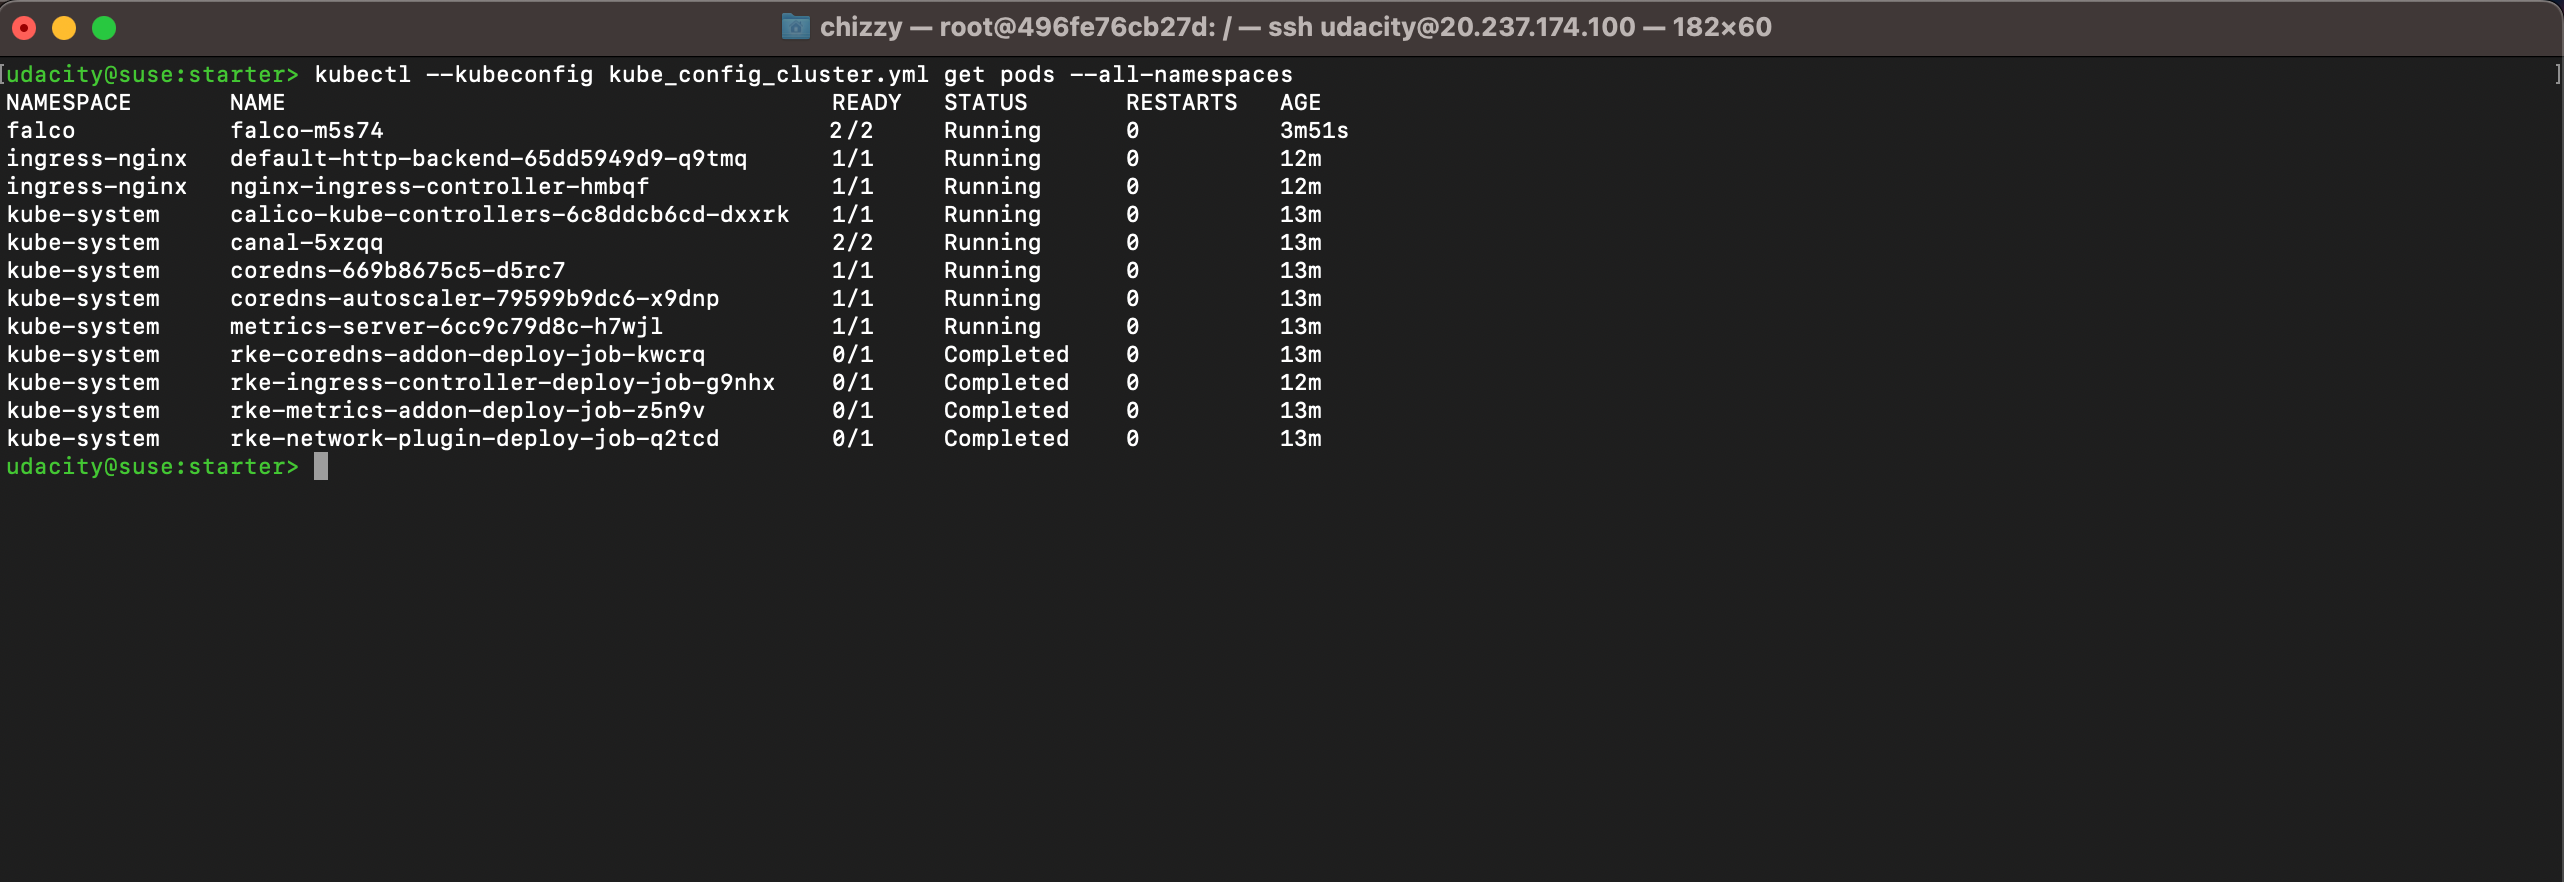 chizzy — root@496fe76cb27d: / — ssh udacity@20.237.174.100 — 182×60
[udacity@suse:starter> kubectl --kubeconfig kube_config_cluster.yml get pods --all-namespaces ]
NAMESPACE NAME READY STATUS RESTARTS AGE
falco falco-m5s74 2/2 Running 0 3m51s
ingress-nginx default-http-backend-65dd5949d9-q9tmq 1/1 Running 0 12m
ingress-nginx nginx-ingress-controller-hmbqf 1/1 Running 0 12m
kube-system calico-kube-controllers-6c8ddcb6cd-dxxrk 1/1 Running 0 13m
kube-system canal-5xzqq 2/2 Running 0 13m
kube-system coredns-669b8675c5-d5rc7 1/1 Running 0 13m
kube-system coredns-autoscaler-79599b9dc6-x9dnp 1/1 Running 0 13m
kube-system metrics-server-6cc9c79d8c-h7wjl 1/1 Running 0 13m
kube-system rke-coredns-addon-deploy-job-kwcrq 0/1 Completed 0 13m
kube-system rke-ingress-controller-deploy-job-g9nhx 0/1 Completed 0 12m
kube-system rke-metrics-addon-deploy-job-z5n9v 0/1 Completed 0 13m
kube-system rke-network-plugin-deploy-job-q2tcd 0/1 Completed 0 13m
udacity@suse:starter>